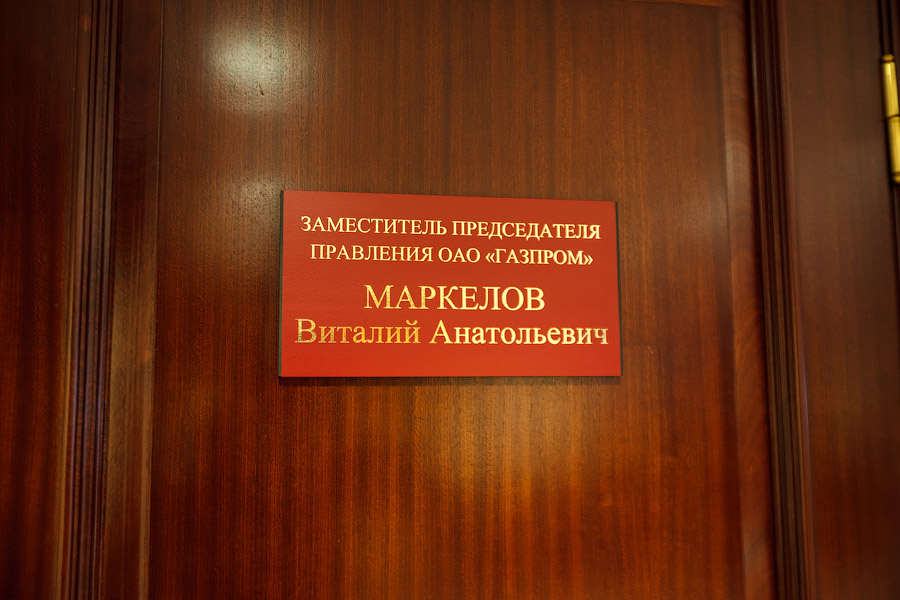 ЗАМЕСТИТЕЛЬ ПРЕДСЕДАТЕЛЯ
ПРАВЛЕНИЯ ОАО «ГАЗПРОМ»
МАРКЕЛОВ
Виталий Анатольевич